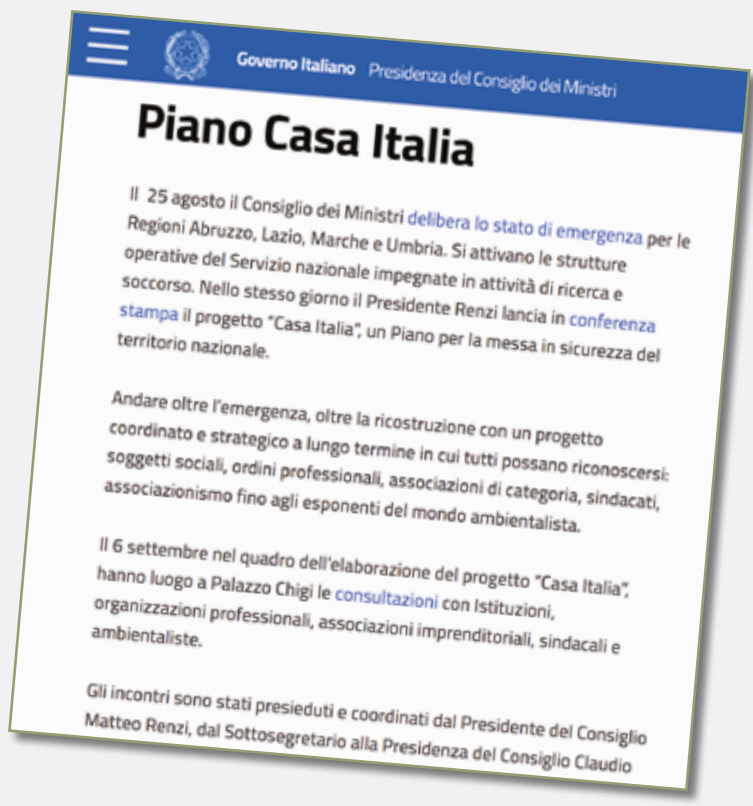 Governo Italiano Presidenza del Consiglio dei Ministri
Piano Casa Italia
Il 25 agosto il Consiglio dei Ministri delibera lo stato di emergenza per le
Regioni Abruzzo, Lazio, Marche e Umbria. Si attivano le strutture
operative del Servizio nazionale impegnate in attività di ricerca e
soccorso. Nello stesso giorno il Presidente Renzi lancia in conferenza
stampa il progetto “Casa Italia”, un Piano per la messa in sicurezza del
territorio nazionale.
Andare oltre l’emergenza, oltre la ricostruzione con un progetto
coordinato e strategico a lungo termine in cui tutti possano riconoscersi:
soggetti sociali, ordini professionali, associazioni di categoria, sindacati,
associazionismo fino agli esponenti del mondo ambientalista.
Il 6 settembre nel quadro dell’elaborazione del progetto “Casa Italia”,
hanno luogo a Palazzo Chigi le consultazioni con Istituzioni,
organizzazioni professionali, associazioni imprenditoriali, sindacali e
ambientaliste.
Gli incontri sono stati presieduti e coordinati dal Presidente del Consiglio
Matteo Renzi, dal Sottosegretario alla Presidenza del Consiglio Claudio